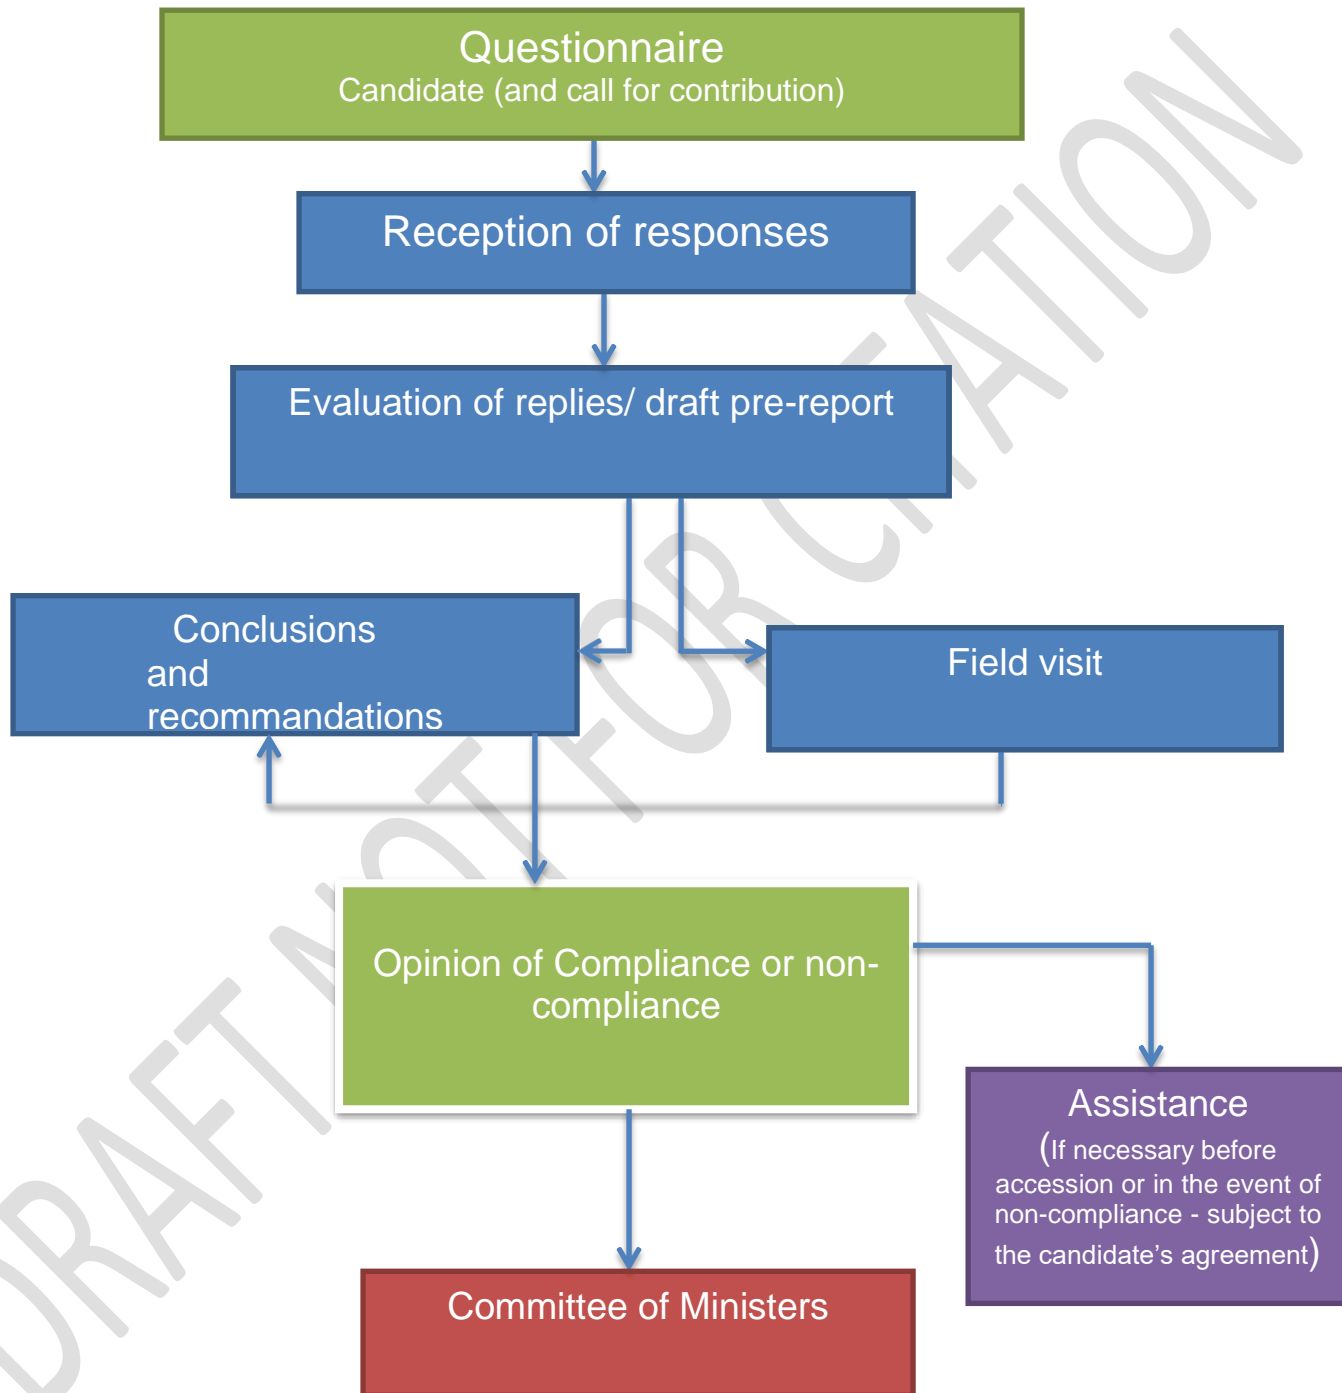 Questionnaire
Candidate (and call for contribution)
Reception of responses
Evaluation of replies/ draft pre-report
Conclusions
and
recommandations
Field visit
Opinion of Compliance or non-
compliance
Assistance
(If necessary before
accession or in the event of
non-compliance - subject to
the candidate's agreement)
Committee of Ministers
DRAFT NOT FOR CITATION